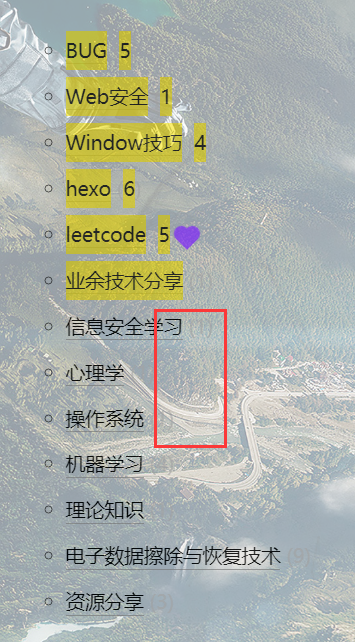 BUG 5
Web安全 1
Window技巧 4
hexo 6
leetcode 5
业余技术分享
信息安全学习
心理学
操作系统
机器学习
理论知识
电子数据擦除与恢复技术 (9)
资源分享